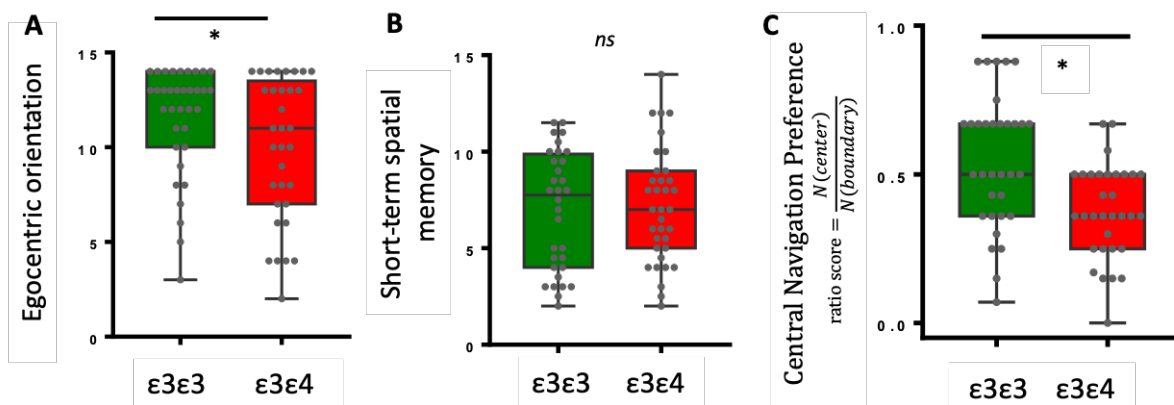 A
*
Egocentric orientation
15
10
5
0
ε3ε3 ε3ε4
B
ns
Short-term spatial
memory
15
10
5
0
ε3ε3 ε3ε4
C
*
Central Navigation Preference
ratio score = N(center) / N(boundary)
1.0
0.5
0.0
ε3ε3 ε3ε4